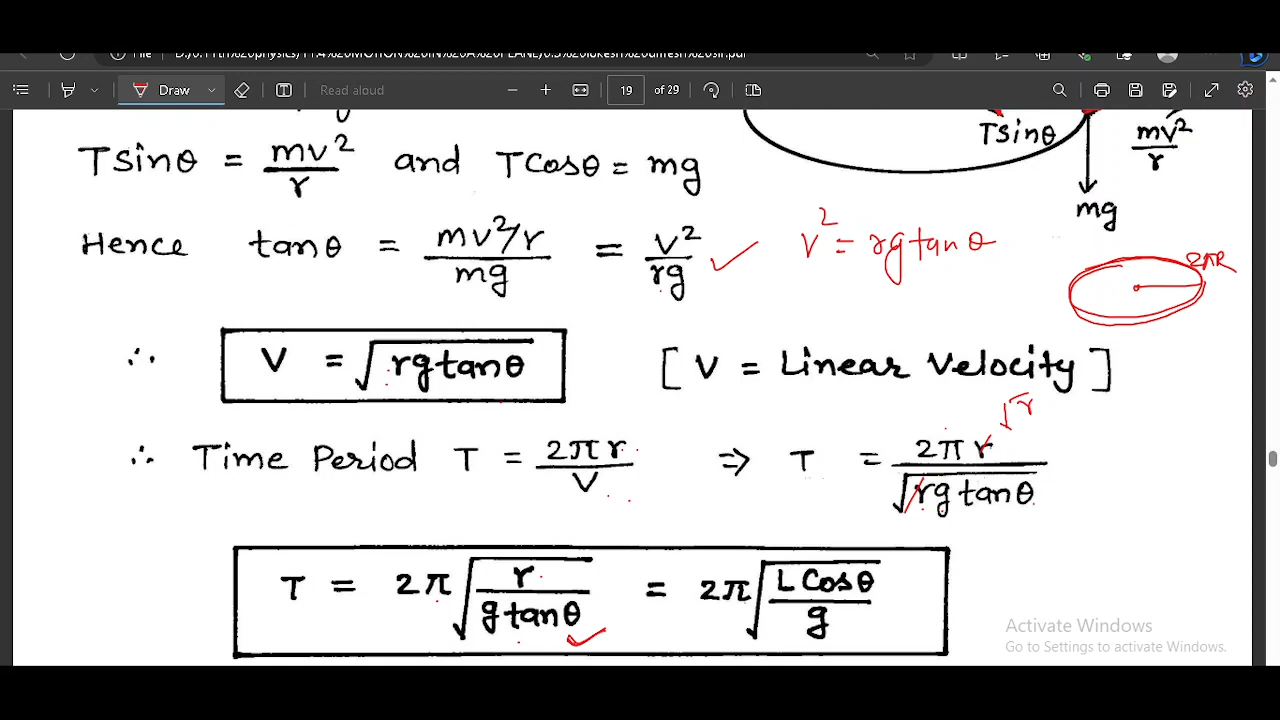 Draw
Read aloud
19 of 29
Tsinθ
mv²/r
Tsinθ = mv²/r and Tcosθ = mg
mg
Hence tanθ = (mv²/r)/mg = v²/rg ✓ v² = rg tanθ
2πR
∴ V = √(rg tanθ) [ V = Linear Velocity ]
√r
∴ Time Period T = 2πr/V ⇒ T = 2πr/√(rg tanθ)
T = 2π√(r/(g tanθ)) = 2π√(L Cosθ/g) ✓
Activate Windows
Go to Settings to activate Windows.